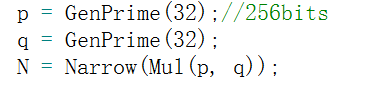 p = GenPrime(32);//256bits
q = GenPrime(32);
N = Narrow(Mul(p, q));